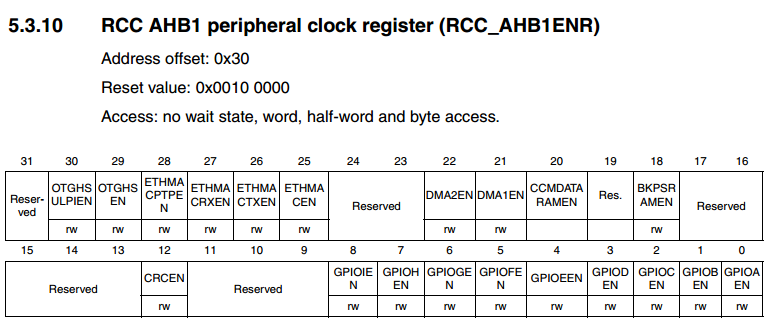 5.3.10 RCC AHB1 peripheral clock register (RCC_AHB1ENR)
Address offset: 0x30
Reset value: 0x0010 0000
Access: no wait state, word, half-word and byte access.
31 30 29 28 27 26 25 24 23 22 21 20 19 18 17 16
Reser-ved OTGHS ULPIEN OTGHS EN ETHMA CPTPE N ETHMA CRXEN ETHMA CTXEN ETHMA CEN Reserved DMA2EN DMA1EN CCMDATA RAMEN Res. BKPSR AMEN Reserved
rw rw rw rw rw rw rw rw rw
15 14 13 12 11 10 9 8 7 6 5 4 3 2 1 0
Reserved CRCEN Reserved GPIOIE N GPIOH EN GPIOGE N GPIOFE N GPIOEEN GPIOD EN GPIOC EN GPIOB EN GPIOA EN
rw rw rw rw rw rw rw rw rw rw